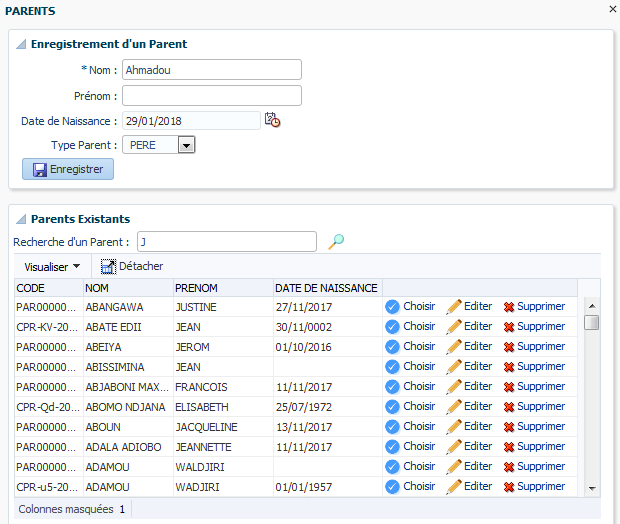 PARENTS
Enregistrement d'un Parent
* Nom : Ahmadou
Prénom :
Date de Naissance : 29/01/2018
Type Parent : PERE
Enregistrer
Parents Existants
Recherche d'un Parent : J
Visualiser Détacher
CODE NOM PRENOM DATE DE NAISSANCE
PAR00000... ABANGAWA JUSTINE 27/11/2017 Choisir Editer Supprimer
CPR-KV-20... ABATE EDII JEAN 30/11/0002 Choisir Editer Supprimer
PAR00000... ABEIYA JEROM 01/10/2016 Choisir Editer Supprimer
PAR00000... ABISSIMINA JEAN Choisir Editer Supprimer
PAR00000... ABJABONI MAX... FRANCOIS 11/11/2017 Choisir Editer Supprimer
CPR-Qd-20... ABOMO NDJANA ELISABETH 25/07/1972 Choisir Editer Supprimer
PAR00000... ABOUN JACQUELINE 13/11/2017 Choisir Editer Supprimer
PAR00000... ADALA ADIOBO JEANNETTE 11/11/2017 Choisir Editer Supprimer
PAR00000... ADAMOU WALDJIRI Choisir Editer Supprimer
CPR-u5-20... ADAMOU WADJIRI 01/01/1957 Choisir Editer Supprimer
Colonnes masquées 1